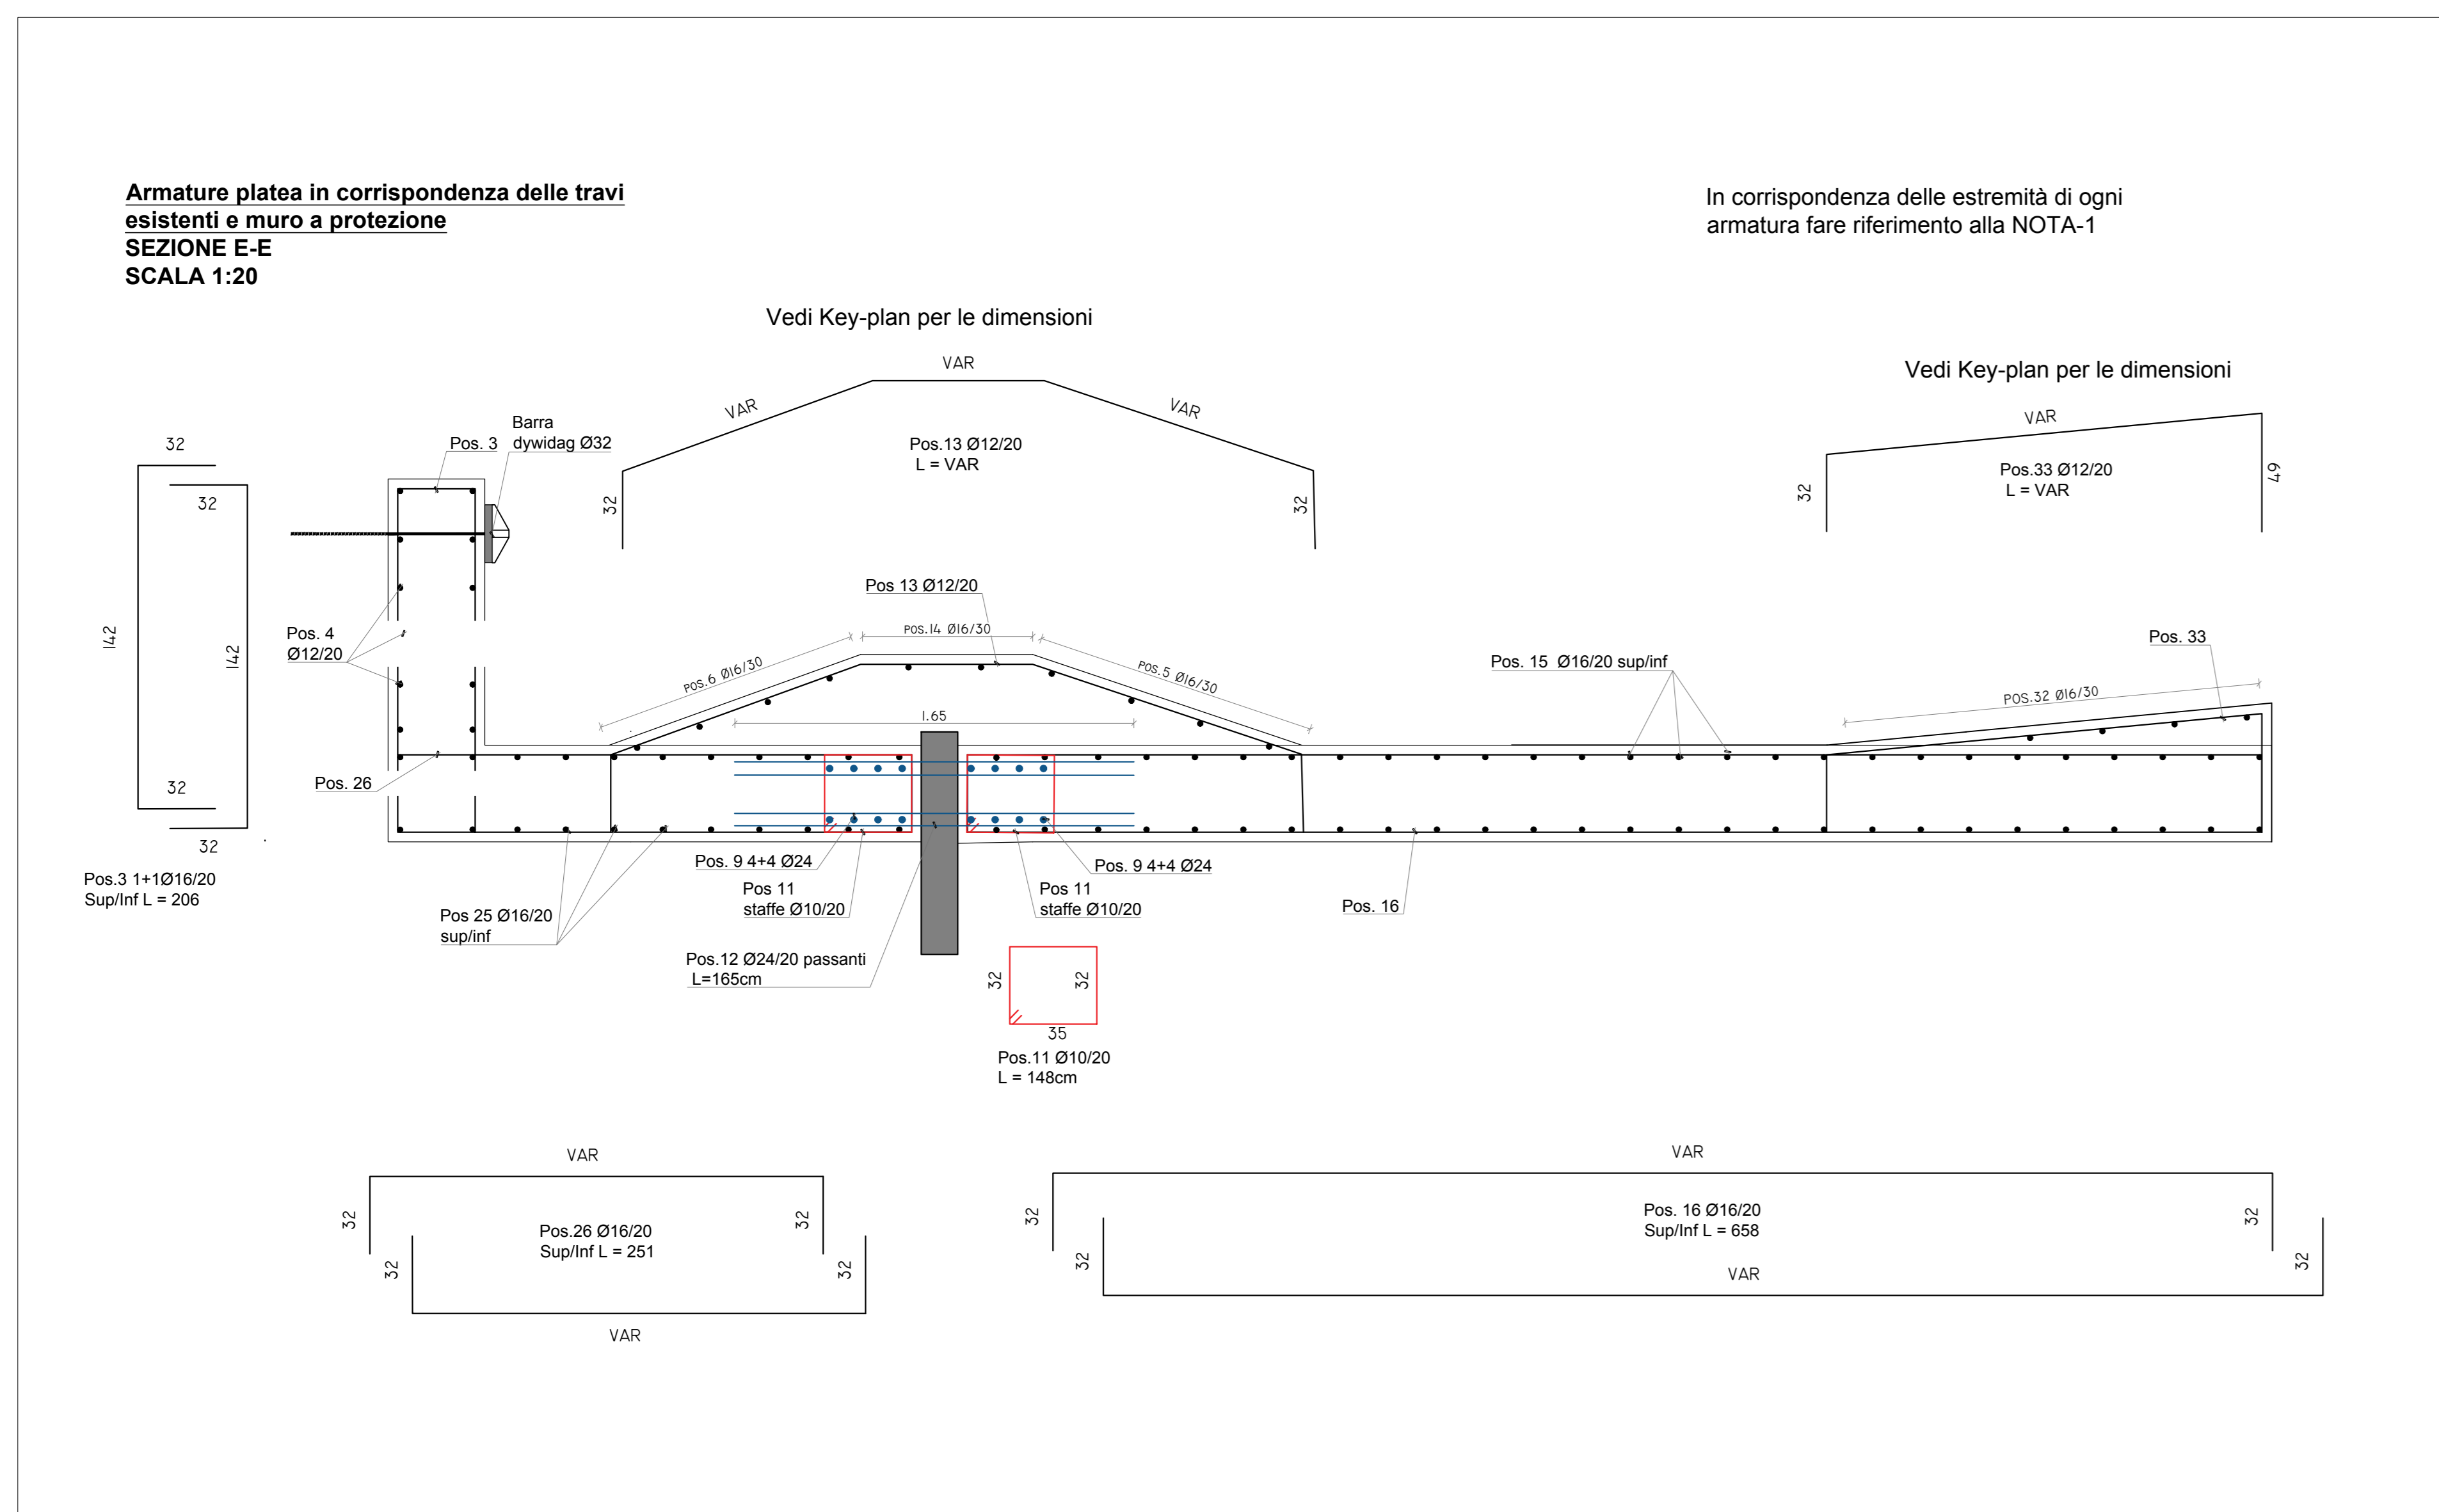 Armature platea in corrispondenza delle travi
esistenti e muro a protezione
SEZIONE E-E
SCALA 1:20
In corrispondenza delle estremità di ogni
armatura fare riferimento alla NOTA-1
Vedi Key-plan per le dimensioni
VAR
VAR
VAR
Pos.13 Ø12/20
L = VAR
32
32
Vedi Key-plan per le dimensioni
VAR
Pos.33 Ø12/20
L = VAR
32
49
32
32
142
142
32
32
Pos.3 1+1Ø16/20
Sup/Inf L = 206
Pos. 3
Barra
dywidag Ø32
Pos. 4
Ø12/20
Pos. 26
Pos 13 Ø12/20
POS.14 Ø16/30
POS.6 Ø16/30
POS.5 Ø16/30
1.65
Pos. 15 Ø16/20 sup/inf
Pos. 33
POS.32 Ø16/30
Pos. 9 4+4 Ø24
Pos. 9 4+4 Ø24
Pos 11
staffe Ø10/20
Pos 11
staffe Ø10/20
Pos 25 Ø16/20
sup/inf
Pos. 16
Pos.12 Ø24/20 passanti
L=165cm
32
32
35
Pos.11 Ø10/20
L = 148cm
VAR
32
32
Pos.26 Ø16/20
Sup/Inf L = 251
32
32
VAR
VAR
32
32
Pos. 16 Ø16/20
Sup/Inf L = 658
32
32
VAR